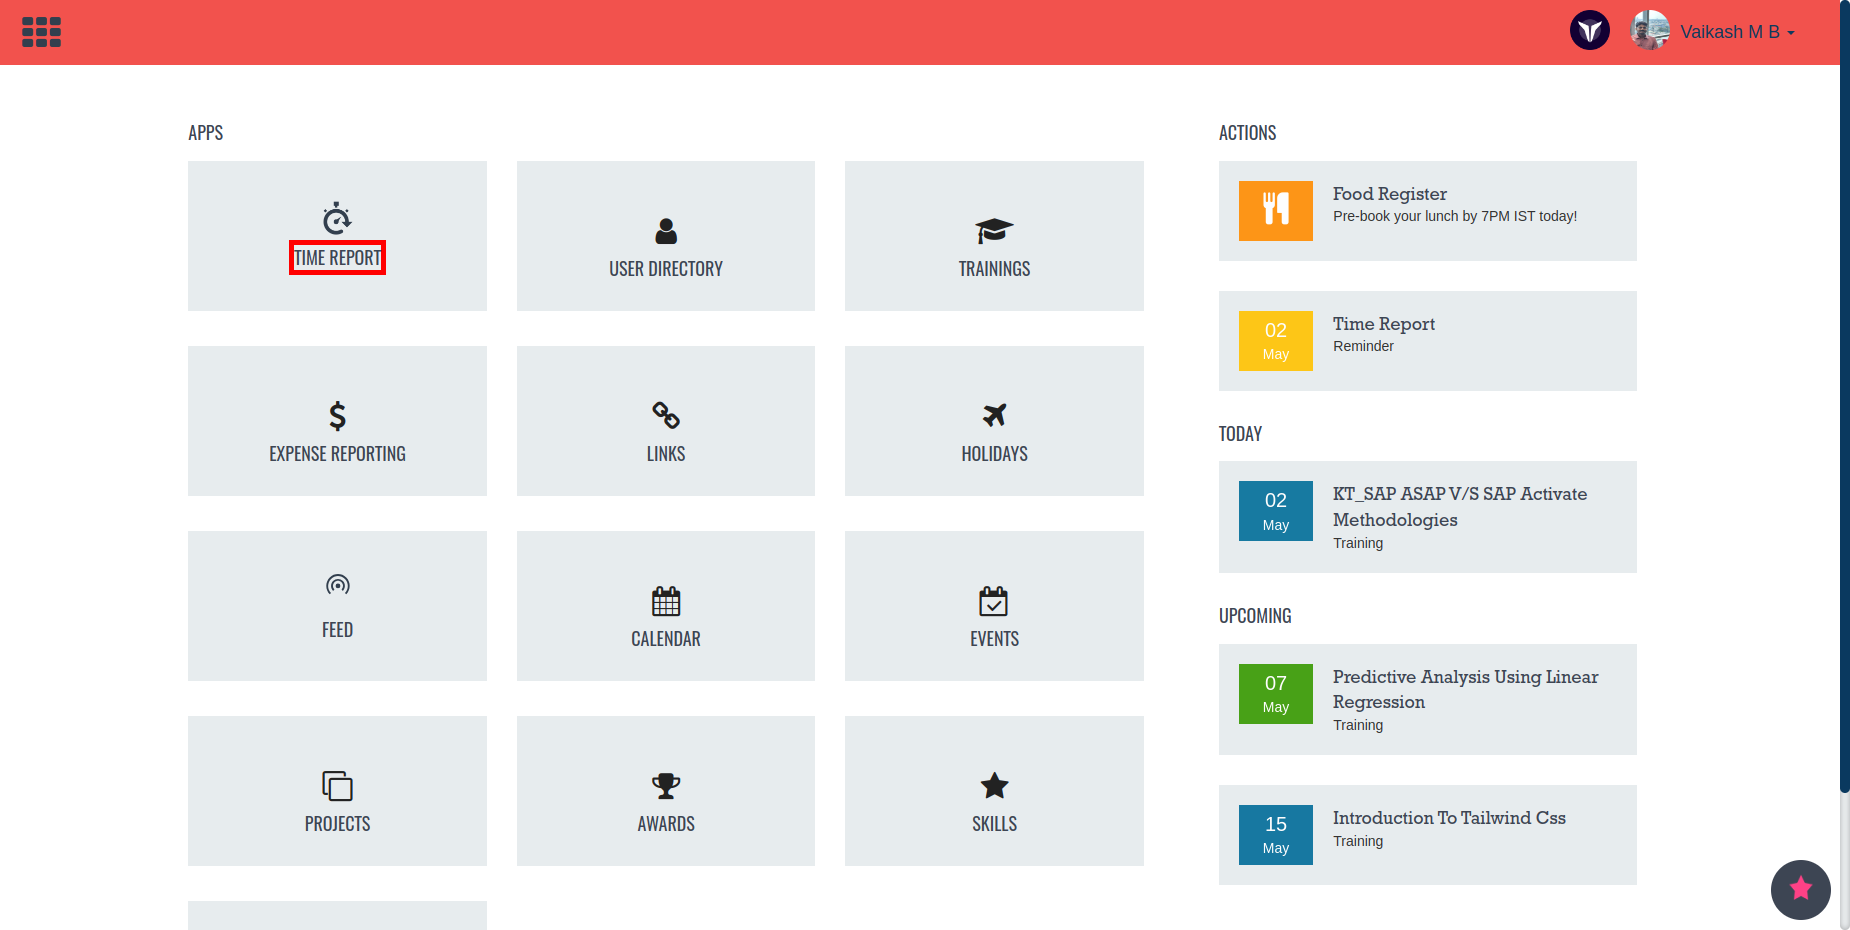 Vaikash M B
APPS
TIME REPORT
USER DIRECTORY
TRAININGS
EXPENSE REPORTING
LINKS
HOLIDAYS
FEED
CALENDAR
EVENTS
PROJECTS
AWARDS
SKILLS
ACTIONS
Food Register
Pre-book your lunch by 7PM IST today!
02
May
Time Report
Reminder
TODAY
02
May
KT_SAP ASAP V/S SAP Activate
Methodologies
Training
UPCOMING
07
May
Predictive Analysis Using Linear
Regression
Training
15
May
Introduction To Tailwind Css
Training